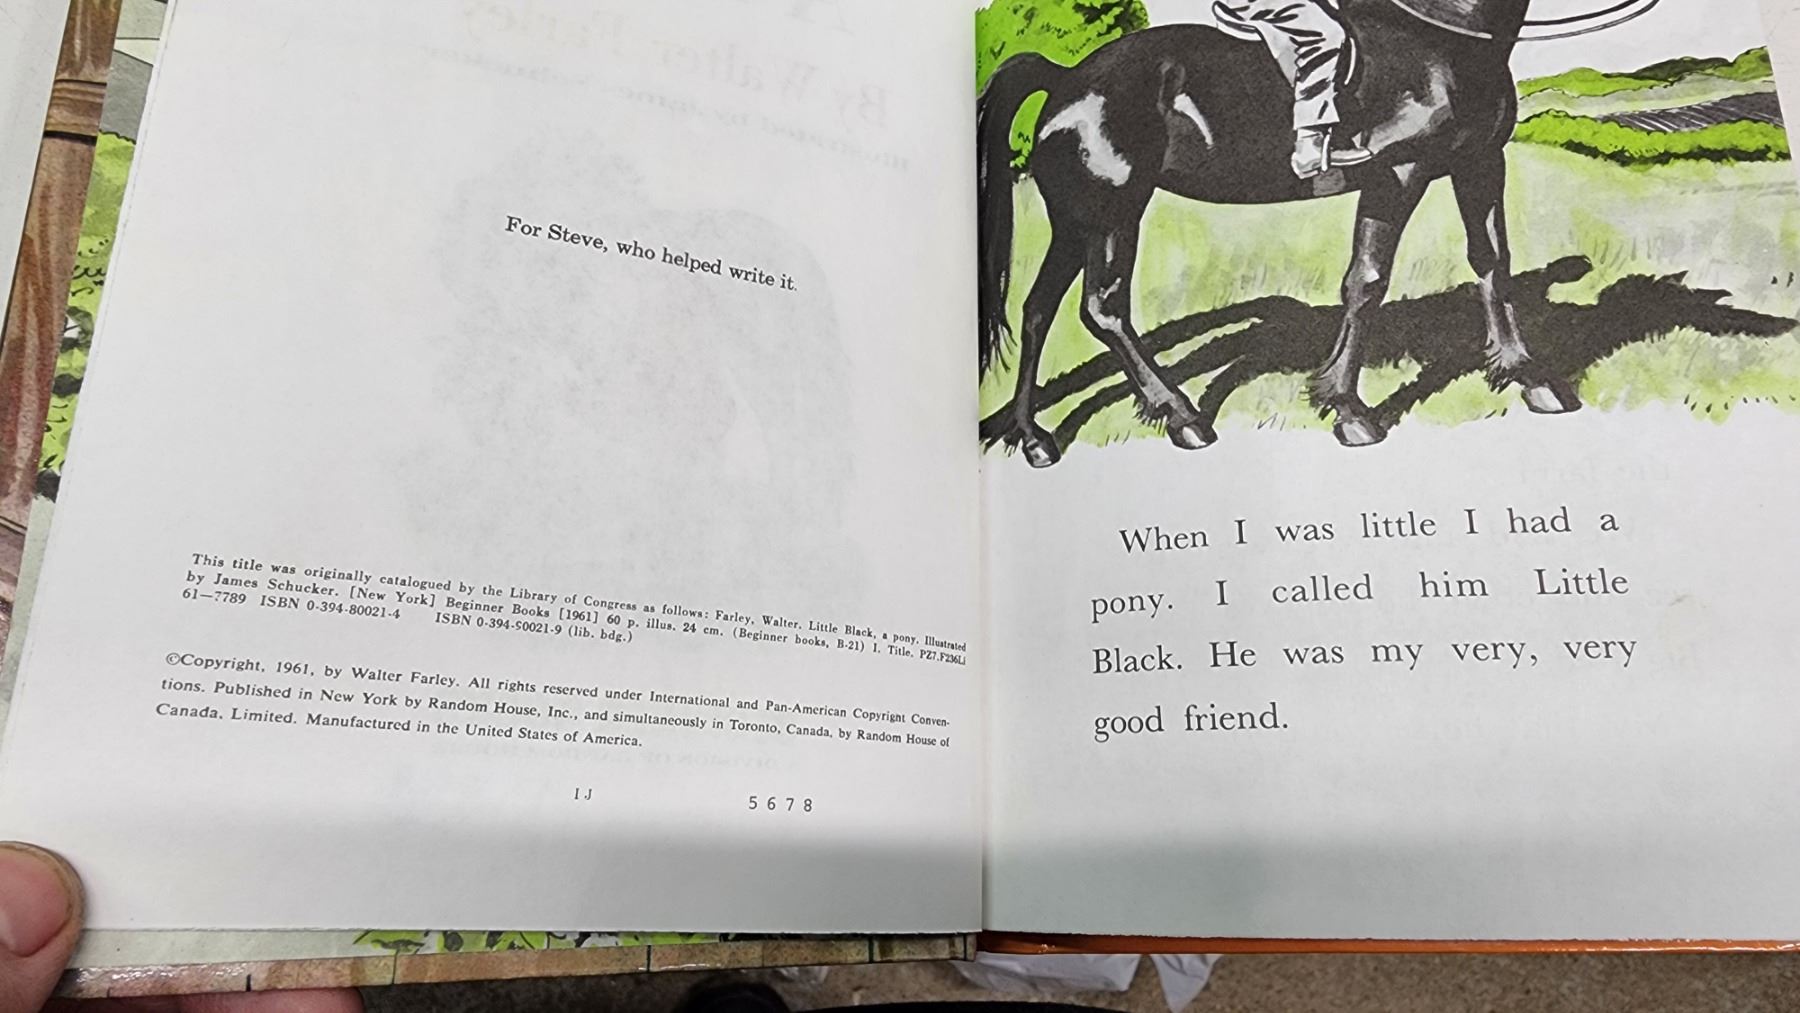 For Steve, who helped write it.
This title was originally catalogued by the Library of Congress as follows: Farley, Walter. Little Black, a pony. Illustrated
by James Schucker. [New York] Beginner Books [1961] 60 p. illus. 24 cm. (Beginner books, B-21) I. Title. PZ7.F236Li
61—7789 ISBN 0-394-80021-4 ISBN 0-394-90021-9 (lib. bdg.)
©Copyright, 1961, by Walter Farley. All rights reserved under International and Pan-American Copyright Conven-
tions. Published in New York by Random House, Inc., and simultaneously in Toronto, Canada, by Random House of
Canada, Limited. Manufactured in the United States of America.
I J 5 6 7 8
When I was little I had a
pony. I called him Little
Black. He was my very, very
good friend.